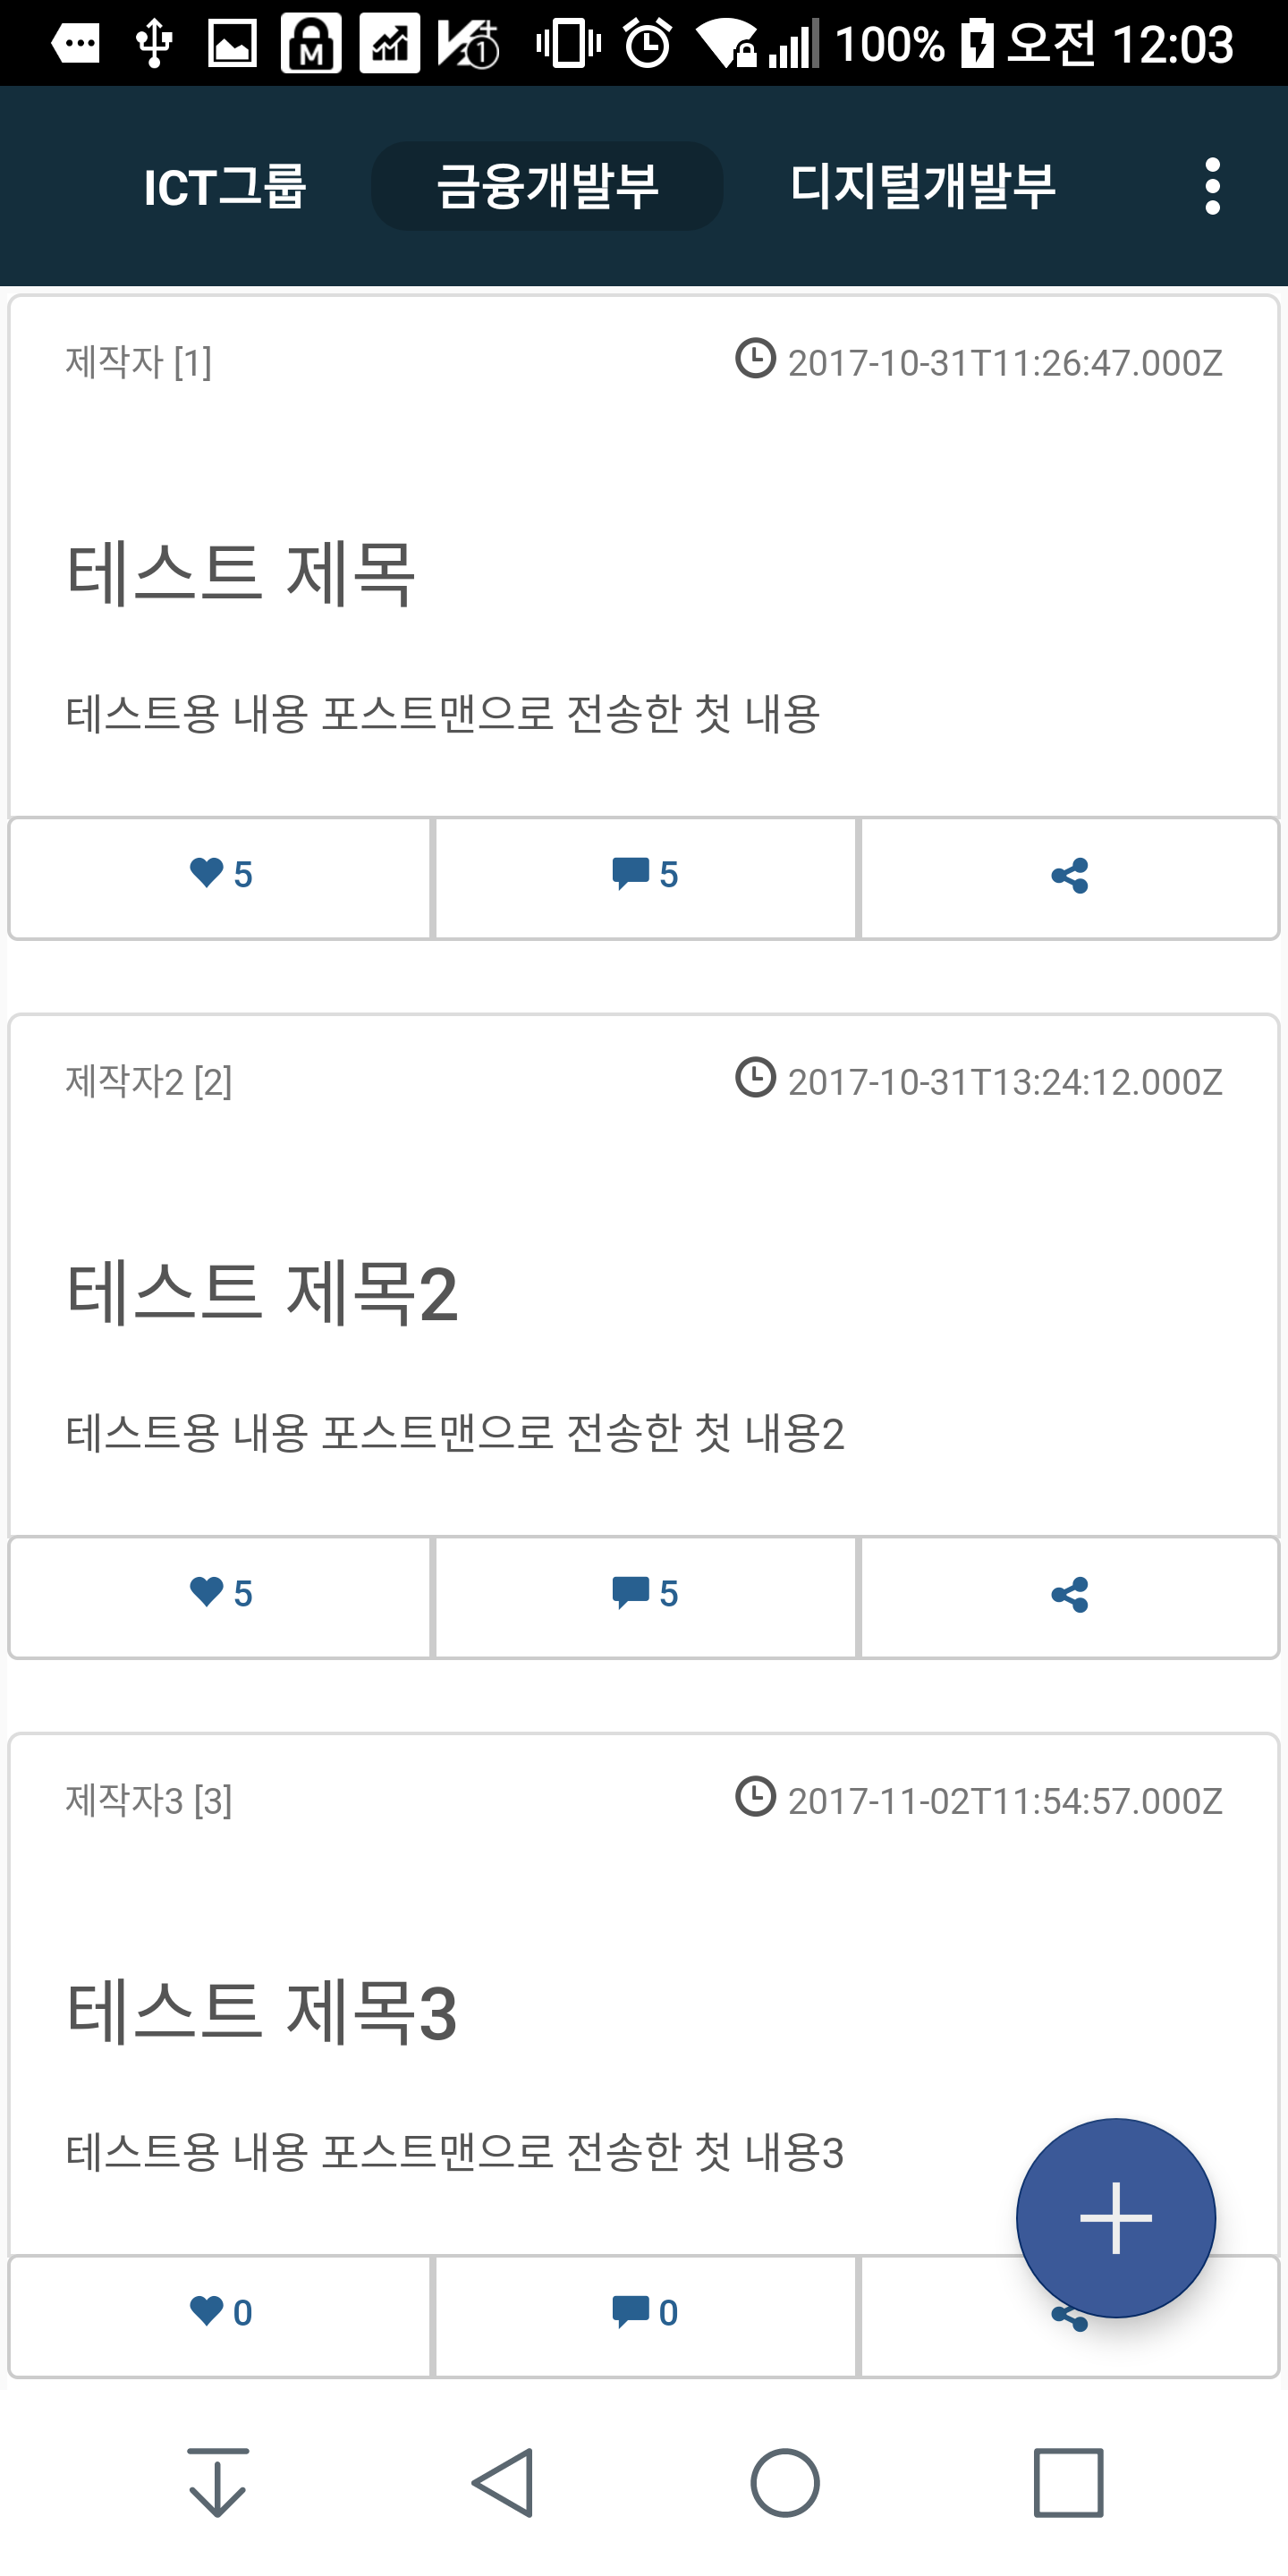 100% 오전 12:03
ICT그룹 금융개발부 디지털개발부
제작자 [1] 2017-10-31T11:26:47.000Z
테스트 제목
테스트용 내용 포스트맨으로 전송한 첫 내용
5 5
제작자2 [2] 2017-10-31T13:24:12.000Z
테스트 제목2
테스트용 내용 포스트맨으로 전송한 첫 내용2
5 5
제작자3 [3] 2017-11-02T11:54:57.000Z
테스트 제목3
테스트용 내용 포스트맨으로 전송한 첫 내용3
0 0